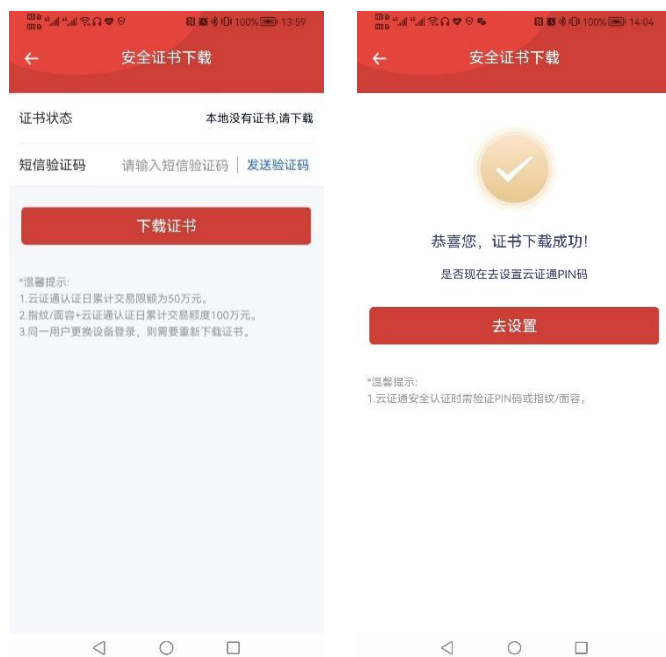 100% 13:59
安全证书下载
证书状态 本地没有证书,请下载
短信验证码 请输入短信验证码 发送验证码
下载证书
*温馨提示:
1.云证通认证日累计交易限额为50万元。
2.指纹/面容+云证通认证日累计交易额度100万元。
3.同一用户更换设备登录，则需要重新下载证书。
100% 14:04
安全证书下载
恭喜您，证书下载成功!
是否现在去设置云证通PIN码
去设置
*温馨提示:
1.云证通安全认证时需验证PIN码或指纹/面容。